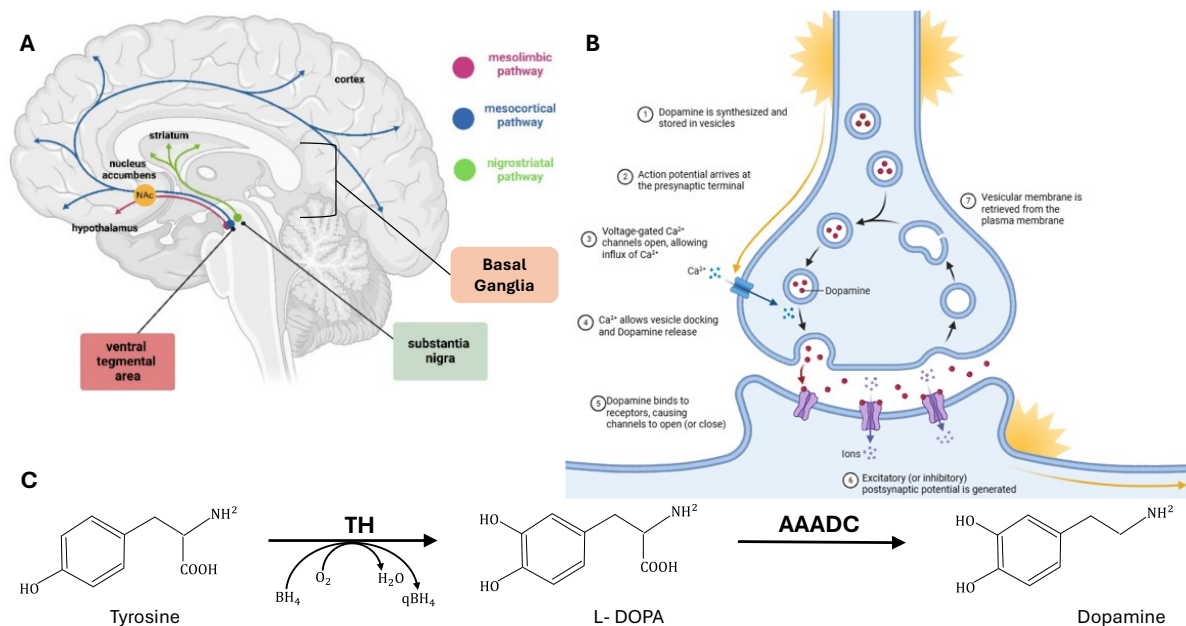 A
mesolimbic
pathway
mesocortical
pathway
nigrostriatal
pathway
cortex
striatum
nucleus
accumbens
NAc
hypothalamus
Basal
Ganglia
ventral
tegmental
area
substantia
nigra
B
1 Dopamine is synthesized and
stored in vesicles
2 Action potential arrives at
the presynaptic terminal
3 Voltage-gated Ca²⁺
channels open, allowing
influx of Ca²⁺
Ca²⁺
Dopamine
4 Ca²⁺ allows vesicle docking
and Dopamine release
5 Dopamine binds to
receptors, causing
channels to open (or close)
Ions
6 Excitatory (or inhibitory)
postsynaptic potential is generated
7 Vesicular membrane is
retrieved from the
plasma membrane
C
NH²
COOH
HO
Tyrosine
TH
BH₄
O₂
H₂O
qBH₄
HO
HO
NH²
COOH
L- DOPA
AAADC
HO
HO
NH²
Dopamine